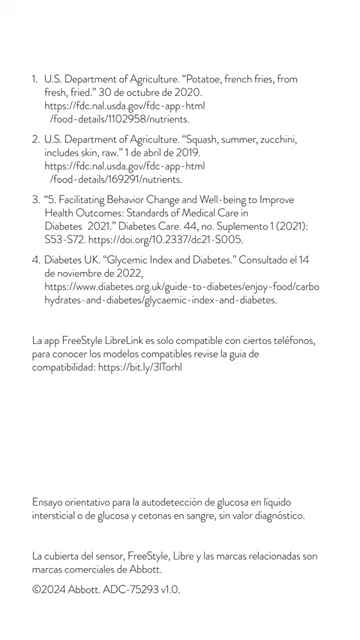 1. U.S. Department of Agriculture. “Potatoe, french fries, from
fresh, fried.” 30 de octubre de 2020.
https://fdc.nal.usda.gov/fdc-app-html
/food-details/1102958/nutrients.
2. U.S. Department of Agriculture. “Squash, summer, zucchini,
includes skin, raw.” 1 de abril de 2019.
https://fdc.nal.usda.gov/fdc-app-html
/food-details/169291/nutrients.
3. “5. Facilitating Behavior Change and Well-being to Improve
Health Outcomes: Standards of Medical Care in
Diabetes 2021.” Diabetes Care. 44, no. Suplemento 1 (2021):
S53-S72. https://doi.org/10.2337/dc21-S005.
4. Diabetes UK. “Glycemic Index and Diabetes.” Consultado el 14
de noviembre de 2022,
https://www.diabetes.org.uk/guide-to-diabetes/enjoy-food/carbo
hydrates-and-diabetes/glycaemic-index-and-diabetes.
La app FreeStyle LibreLink es solo compatible con ciertos teléfonos,
para conocer los modelos compatibles revise la guia de
compatibilidad: https://bit.ly/3lTorhl
Ensayo orientativo para la autodetección de glucosa en líquido
intersticial o de glucosa y cetonas en sangre, sin valor diagnóstico.
La cubierta del sensor, FreeStyle, Libre y las marcas relacionadas son
marcas comerciales de Abbott.
©2024 Abbott. ADC-75293 v1.0.